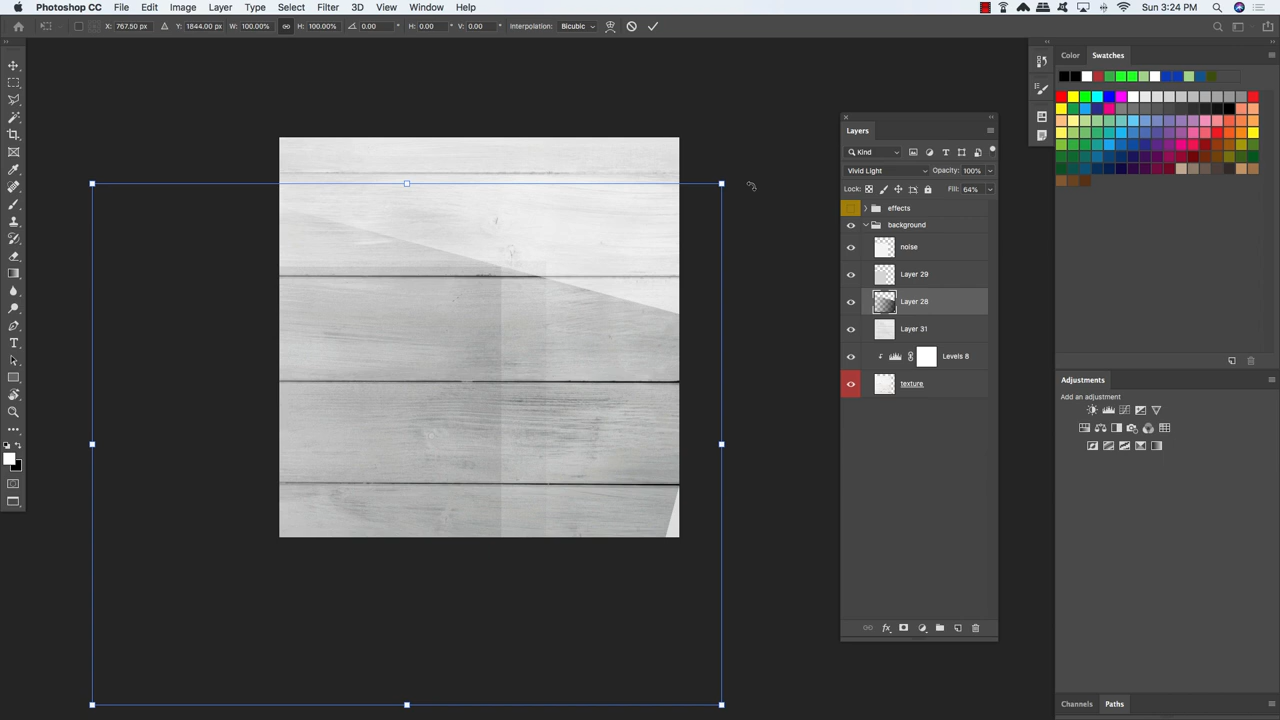 Photoshop CC File Edit Image Layer Type Select Filter 3D View Window Help Sun 3:24 PM
X: 767.50 px Y: 1844.00 px W: 100.00% H: 100.00% 0.00 ° H: 0.00 ° V: 0.00 ° Interpolation: Bicubic
Color Swatches
Layers
Kind
Vivid Light Opacity: 100%
Lock: Fill: 64%
effects
background
noise
Layer 29
Layer 28
Layer 31
Levels 8
texture
fx
Adjustments
Add an adjustment
Channels Paths